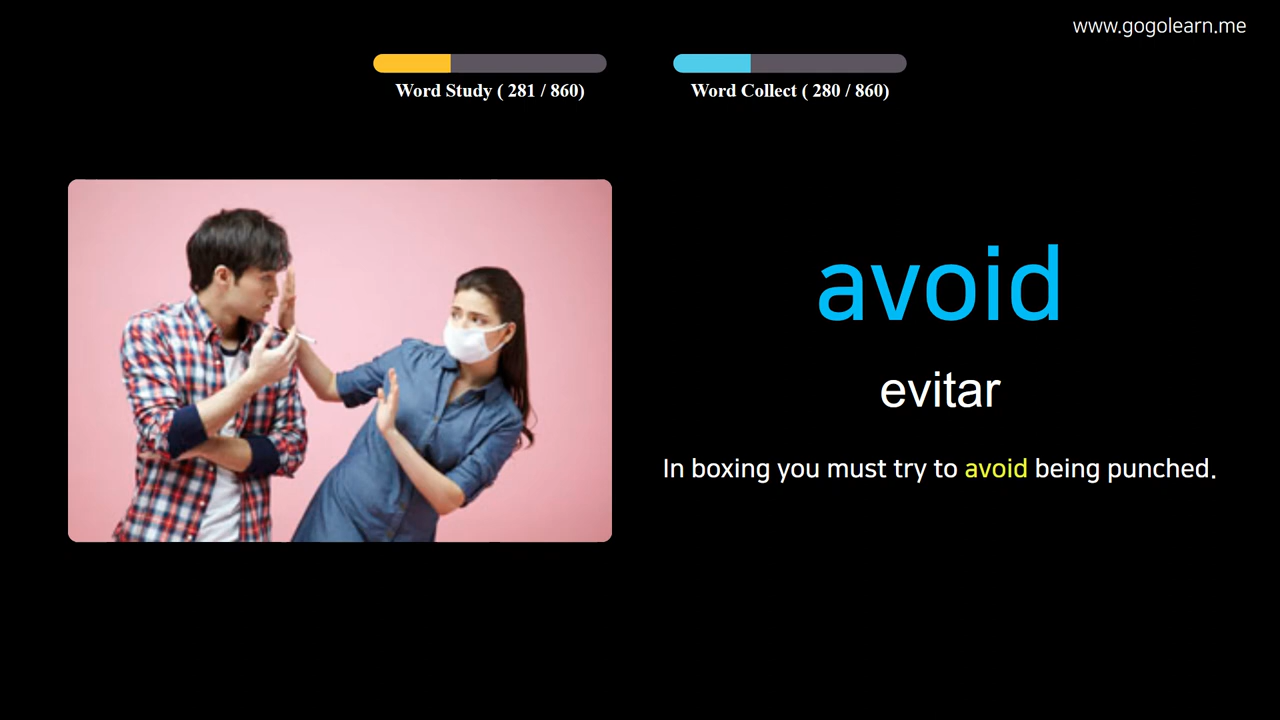 www.gogolearn.me
Word Study ( 281 / 860)
Word Collect ( 280 / 860)
avoid
evitar
In boxing you must try to avoid being punched.